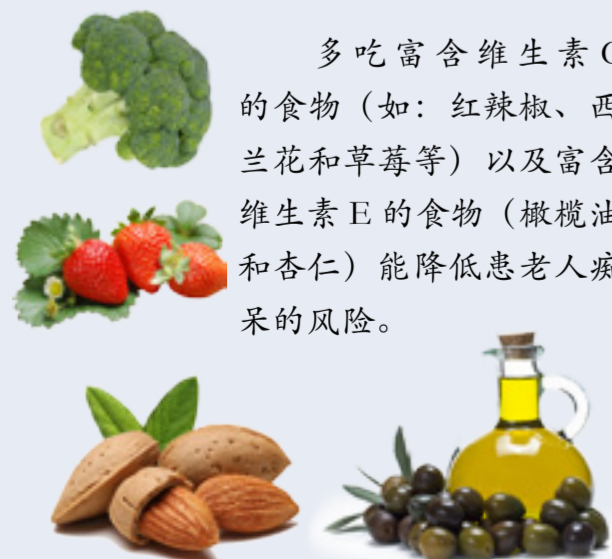 多吃富含维生素 C
的食物（如：红辣椒、西
兰花和草莓等）以及富含
维生素 E 的食物（橄榄油
和杏仁）能降低患老人痴
呆的风险。